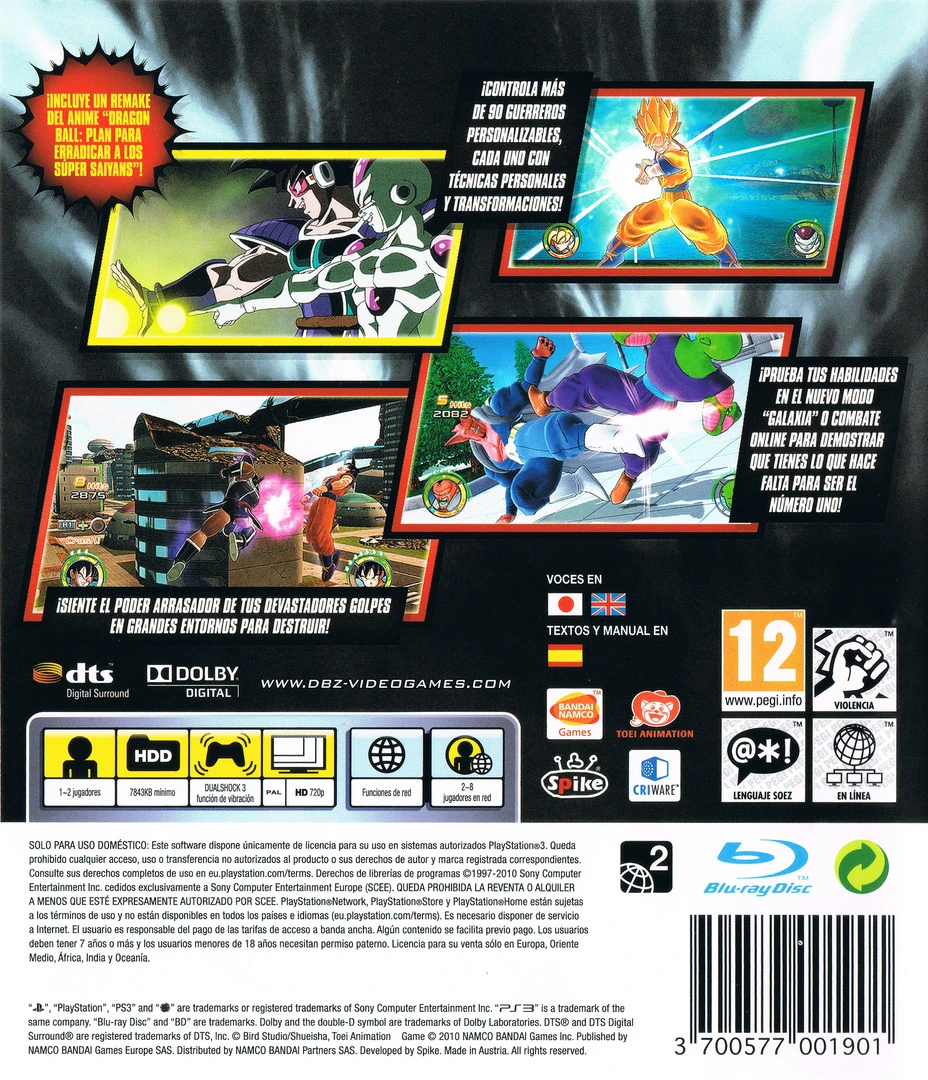 ¡INCLUYE UN REMAKE
DEL ANIME "DRAGON
BALL: PLAN PARA
ERRADICAR A LOS
SÚPER SAIYANS"!
¡CONTROLA MÁS
DE 90 GUERREROS
PERSONALIZABLES,
CADA UNO CON
TÉCNICAS PERSONALES
Y TRANSFORMACIONES!
5 Hits
2082
¡PRUEBA TUS HABILIDADES
EN EL NUEVO MODO
"GALAXIA" O COMBATE
ONLINE PARA DEMOSTRAR
QUE TIENES LO QUE HACE
FALTA PARA SER EL
NÚMERO UNO!
8 Hits
2875
¡SIENTE EL PODER ARRASADOR DE TUS DEVASTADORES GOLPES
EN GRANDES ENTORNOS PARA DESTRUIR!
VOCES EN
TEXTOS Y MANUAL EN
dts™
Digital Surround
DOLBY
DIGITAL
WWW.DBZ-VIDEOGAMES.COM
12 ™
www.pegi.info
™
VIOLENCIA
BANDAI
NAMCO
Games
™
TOEI ANIMATION
Spike
CRIWARE™
@*!
™
LENGUAJE SOEZ
™
EN LÍNEA
1~2 jugadores
HDD
7843KB mínimo
DUALSHOCK 3
función de vibración
PAL HD 720p
Funciones de red
2~8
jugadores en red
SOLO PARA USO DOMÉSTICO: Este software dispone únicamente de licencia para su uso en sistemas autorizados PlayStation®3. Queda
prohibido cualquier acceso, uso o transferencia no autorizados al producto o sus derechos de autor y marca registrada correspondientes.
Consulte sus derechos completos de uso en eu.playstation.com/terms. Derechos de librerías de programas ©1997-2010 Sony Computer
Entertainment Inc. cedidos exclusivamente a Sony Computer Entertainment Europe (SCEE). QUEDA PROHIBIDA LA REVENTA O ALQUILER
A MENOS QUE ESTÉ EXPRESAMENTE AUTORIZADO POR SCEE. PlayStation®Network, PlayStation®Store y PlayStation®Home están sujetas
a los términos de uso y no están disponibles en todos los países e idiomas (eu.playstation.com/terms). Es necesario disponer de servicio
a Internet. El usuario es responsable del pago de las tarifas de acceso a banda ancha. Algún contenido se facilita previo pago. Los usuarios
deben tener 7 años o más y los usuarios menores de 18 años necesitan permiso paterno. Licencia para su venta sólo en Europa, Oriente
Medio, África, India y Oceanía.
2
Blu-ray Disc™
"", "PlayStation", "PS3" and "" are trademarks or registered trademarks of Sony Computer Entertainment Inc. "PS3" is a trademark of the
same company. "Blu-ray Disc" and "BD" are trademarks. Dolby and the double-D symbol are trademarks of Dolby Laboratories. DTS® and DTS Digital
Surround® are registered trademarks of DTS, Inc. © Bird Studio/Shueisha, Toei Animation Game © 2010 NAMCO BANDAI Games Inc. Published by
NAMCO BANDAI Games Europe SAS. Distributed by NAMCO BANDAI Partners SAS. Developed by Spike. Made in Austria. All rights reserved.
3 700577 001901